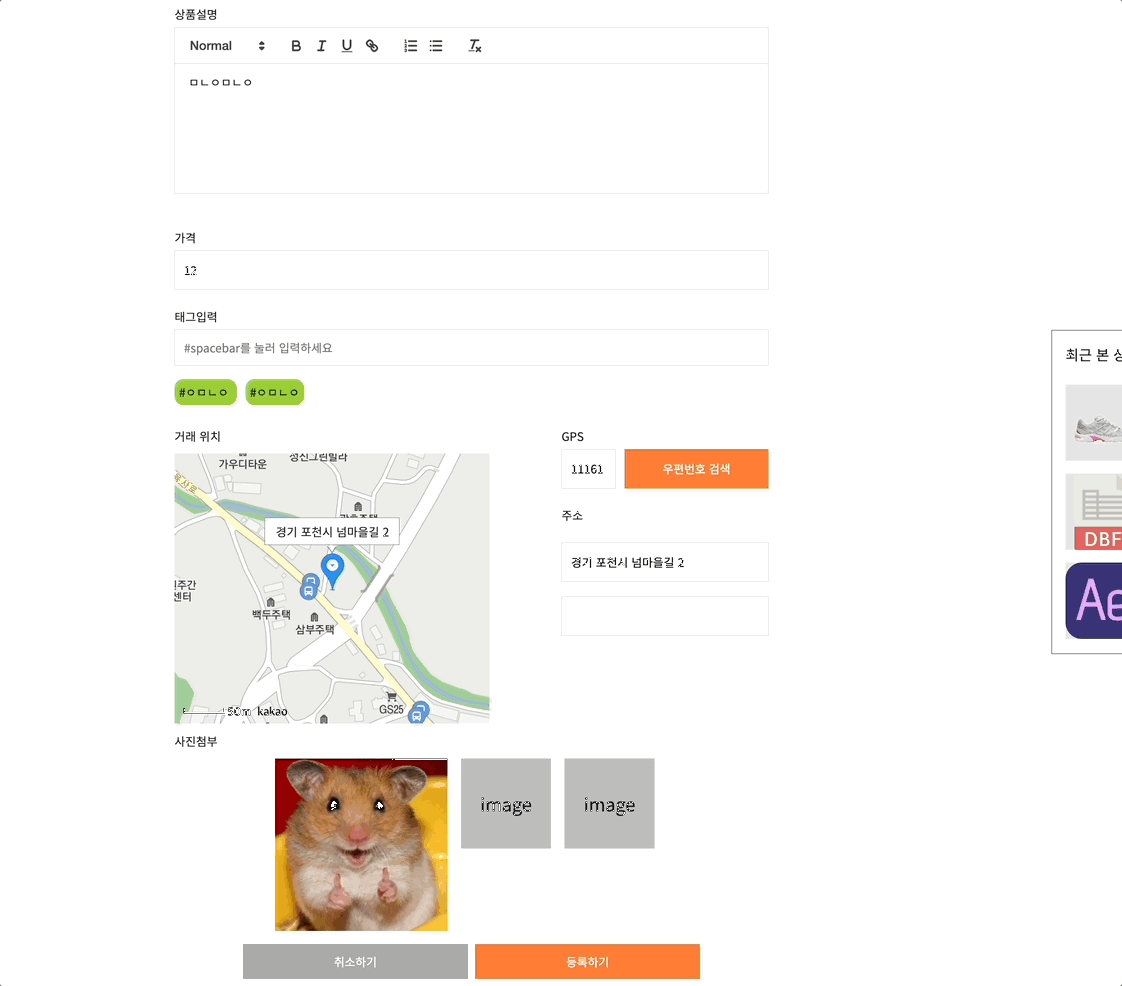 상품설명
Normal
B I U
ㅁㄴㅇㅁㄴㅇ
가격
12
태그입력
#spacebar를 눌러 입력하세요
#ㅇㅁㄴㅇ #ㅇㅁㄴㅇ
거래 위치
가우디타운
성신그린빌라
경기 포천시 넘마을길 2
백두주택
삼부주택
센터
GS25
50m kakao
GPS
11161 우편번호 검색
주소
경기 포천시 넘마을길 2
사진첨부
image image
취소하기 등록하기
최근 본
DBF
Ae